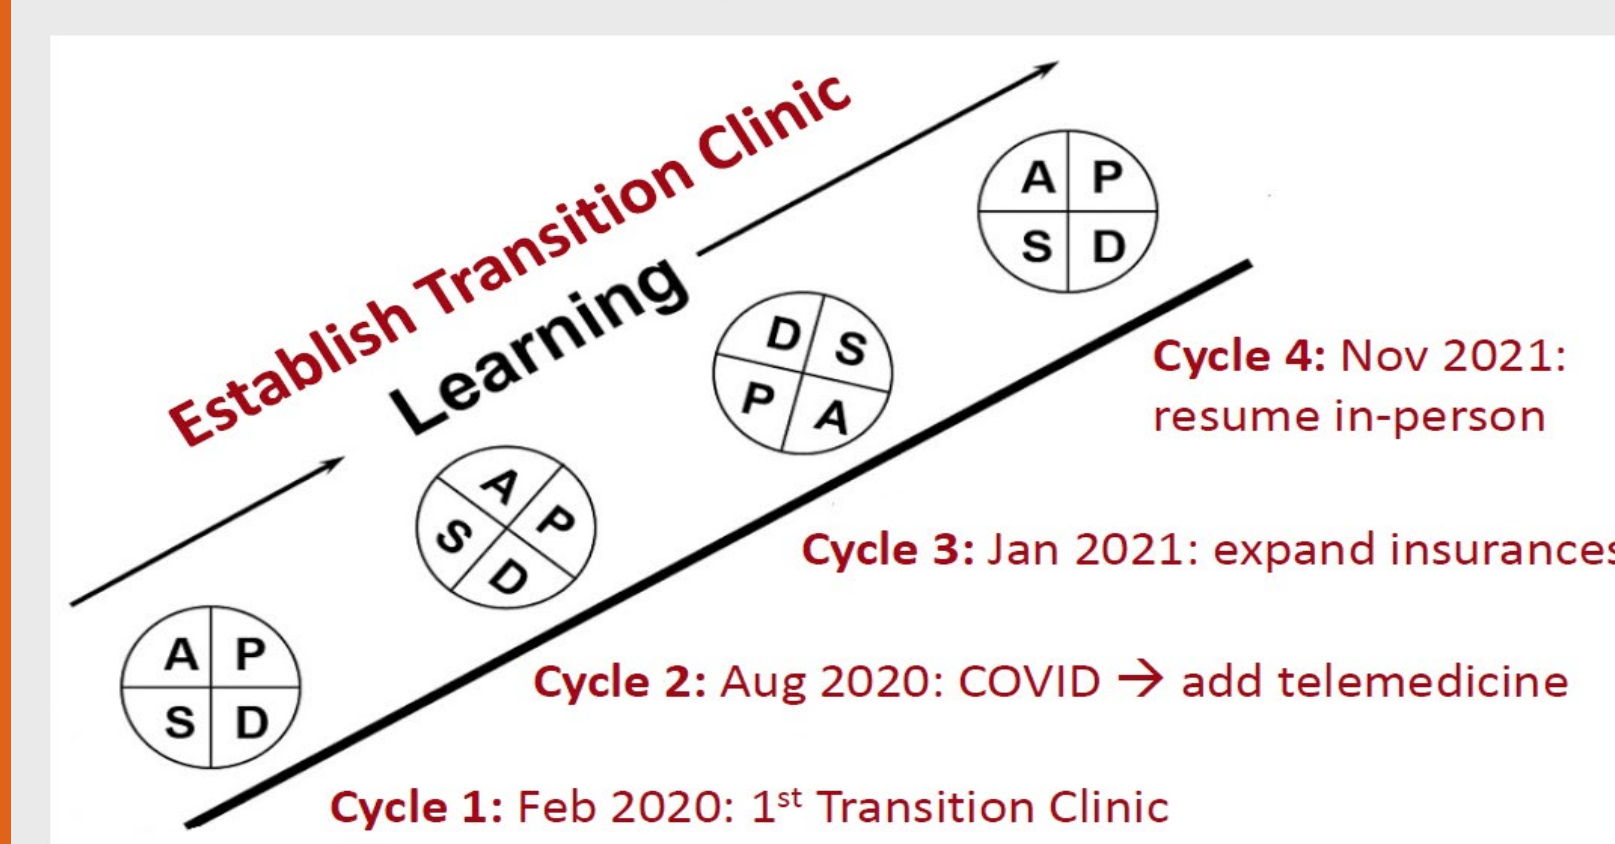 Establish Transition Clinic
Learning
A P
S D
D S
P A
A
S P
D
A P
S D
Cycle 4: Nov 2021:
resume in-person
Cycle 3: Jan 2021: expand insurances
Cycle 2: Aug 2020: COVID → add telemedicine
Cycle 1: Feb 2020: 1st Transition Clinic